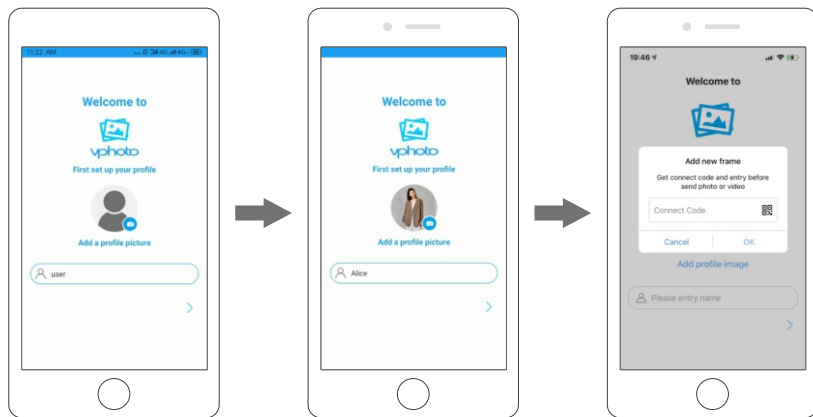 11:22 AM
Welcome to
vphoto
First set up your profile
Add a profile picture
user
Welcome to
vphoto
First set up your profile
Add a profile picture
Alice
19:46
Welcome to
Add new frame
Get connect code and entry before
send photo or video
Connect Code
Cancel OK
Add profile image
Please entry name